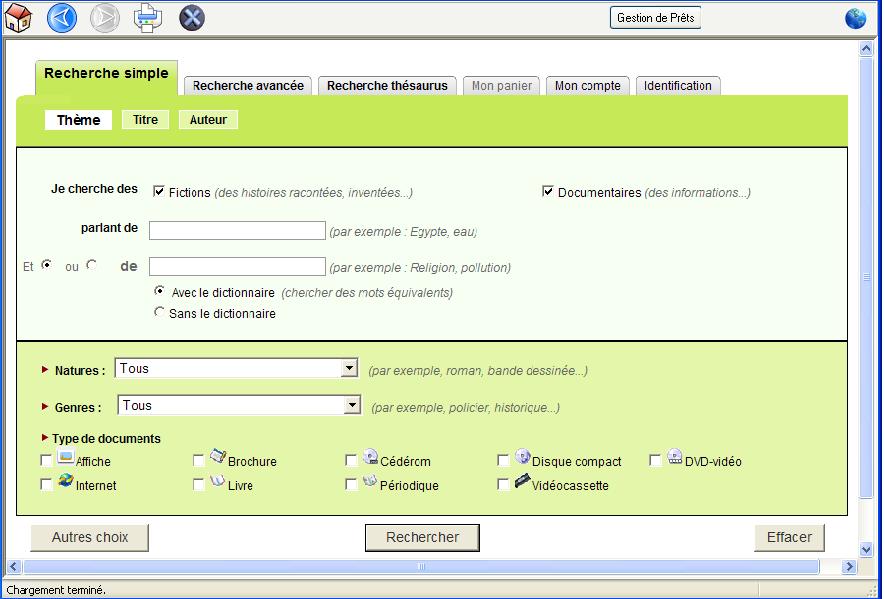 Gestion de Prêts
Recherche simple Recherche avancée Recherche thésaurus Mon panier Mon compte Identification
Thème Titre Auteur
Je cherche des Fictions (des histoires racontées, inventées...) Documentaires (des informations...)
parlant de (par exemple : Egypte, eau)
Et ou de (par exemple : Religion, pollution)
Avec le dictionnaire (chercher des mots équivalents)
Sans le dictionnaire
Natures : Tous (par exemple, roman, bande dessinée...)
Genres : Tous (par exemple, policier, historique...)
Type de documents
Affiche Brochure Cédérom Disque compact DVD-vidéo
Internet Livre Périodique Vidéocassette
Autres choix Rechercher Effacer
Chargement terminé.